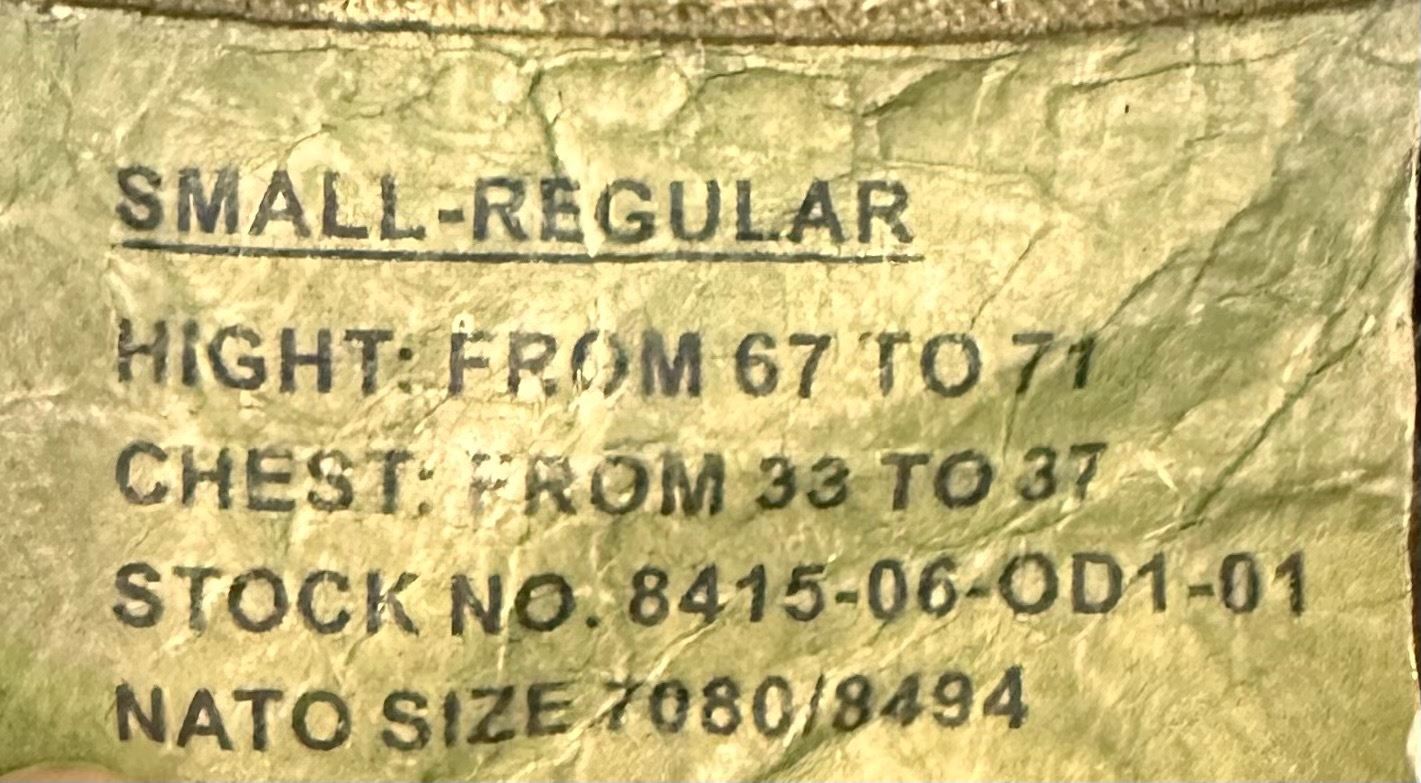 SMALL-REGULAR
HIGHT: FROM 67 TO 71
CHEST: FROM 33 TO 37
STOCK NO. 8415-06-OD1-01
NATO SIZE 7080/8494